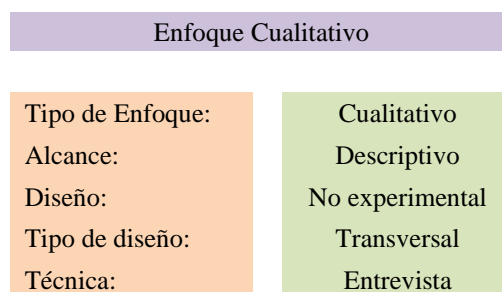 Enfoque Cualitativo
Tipo de Enfoque: Cualitativo
Alcance: Descriptivo
Diseño: No experimental
Tipo de diseño: Transversal
Técnica: Entrevista